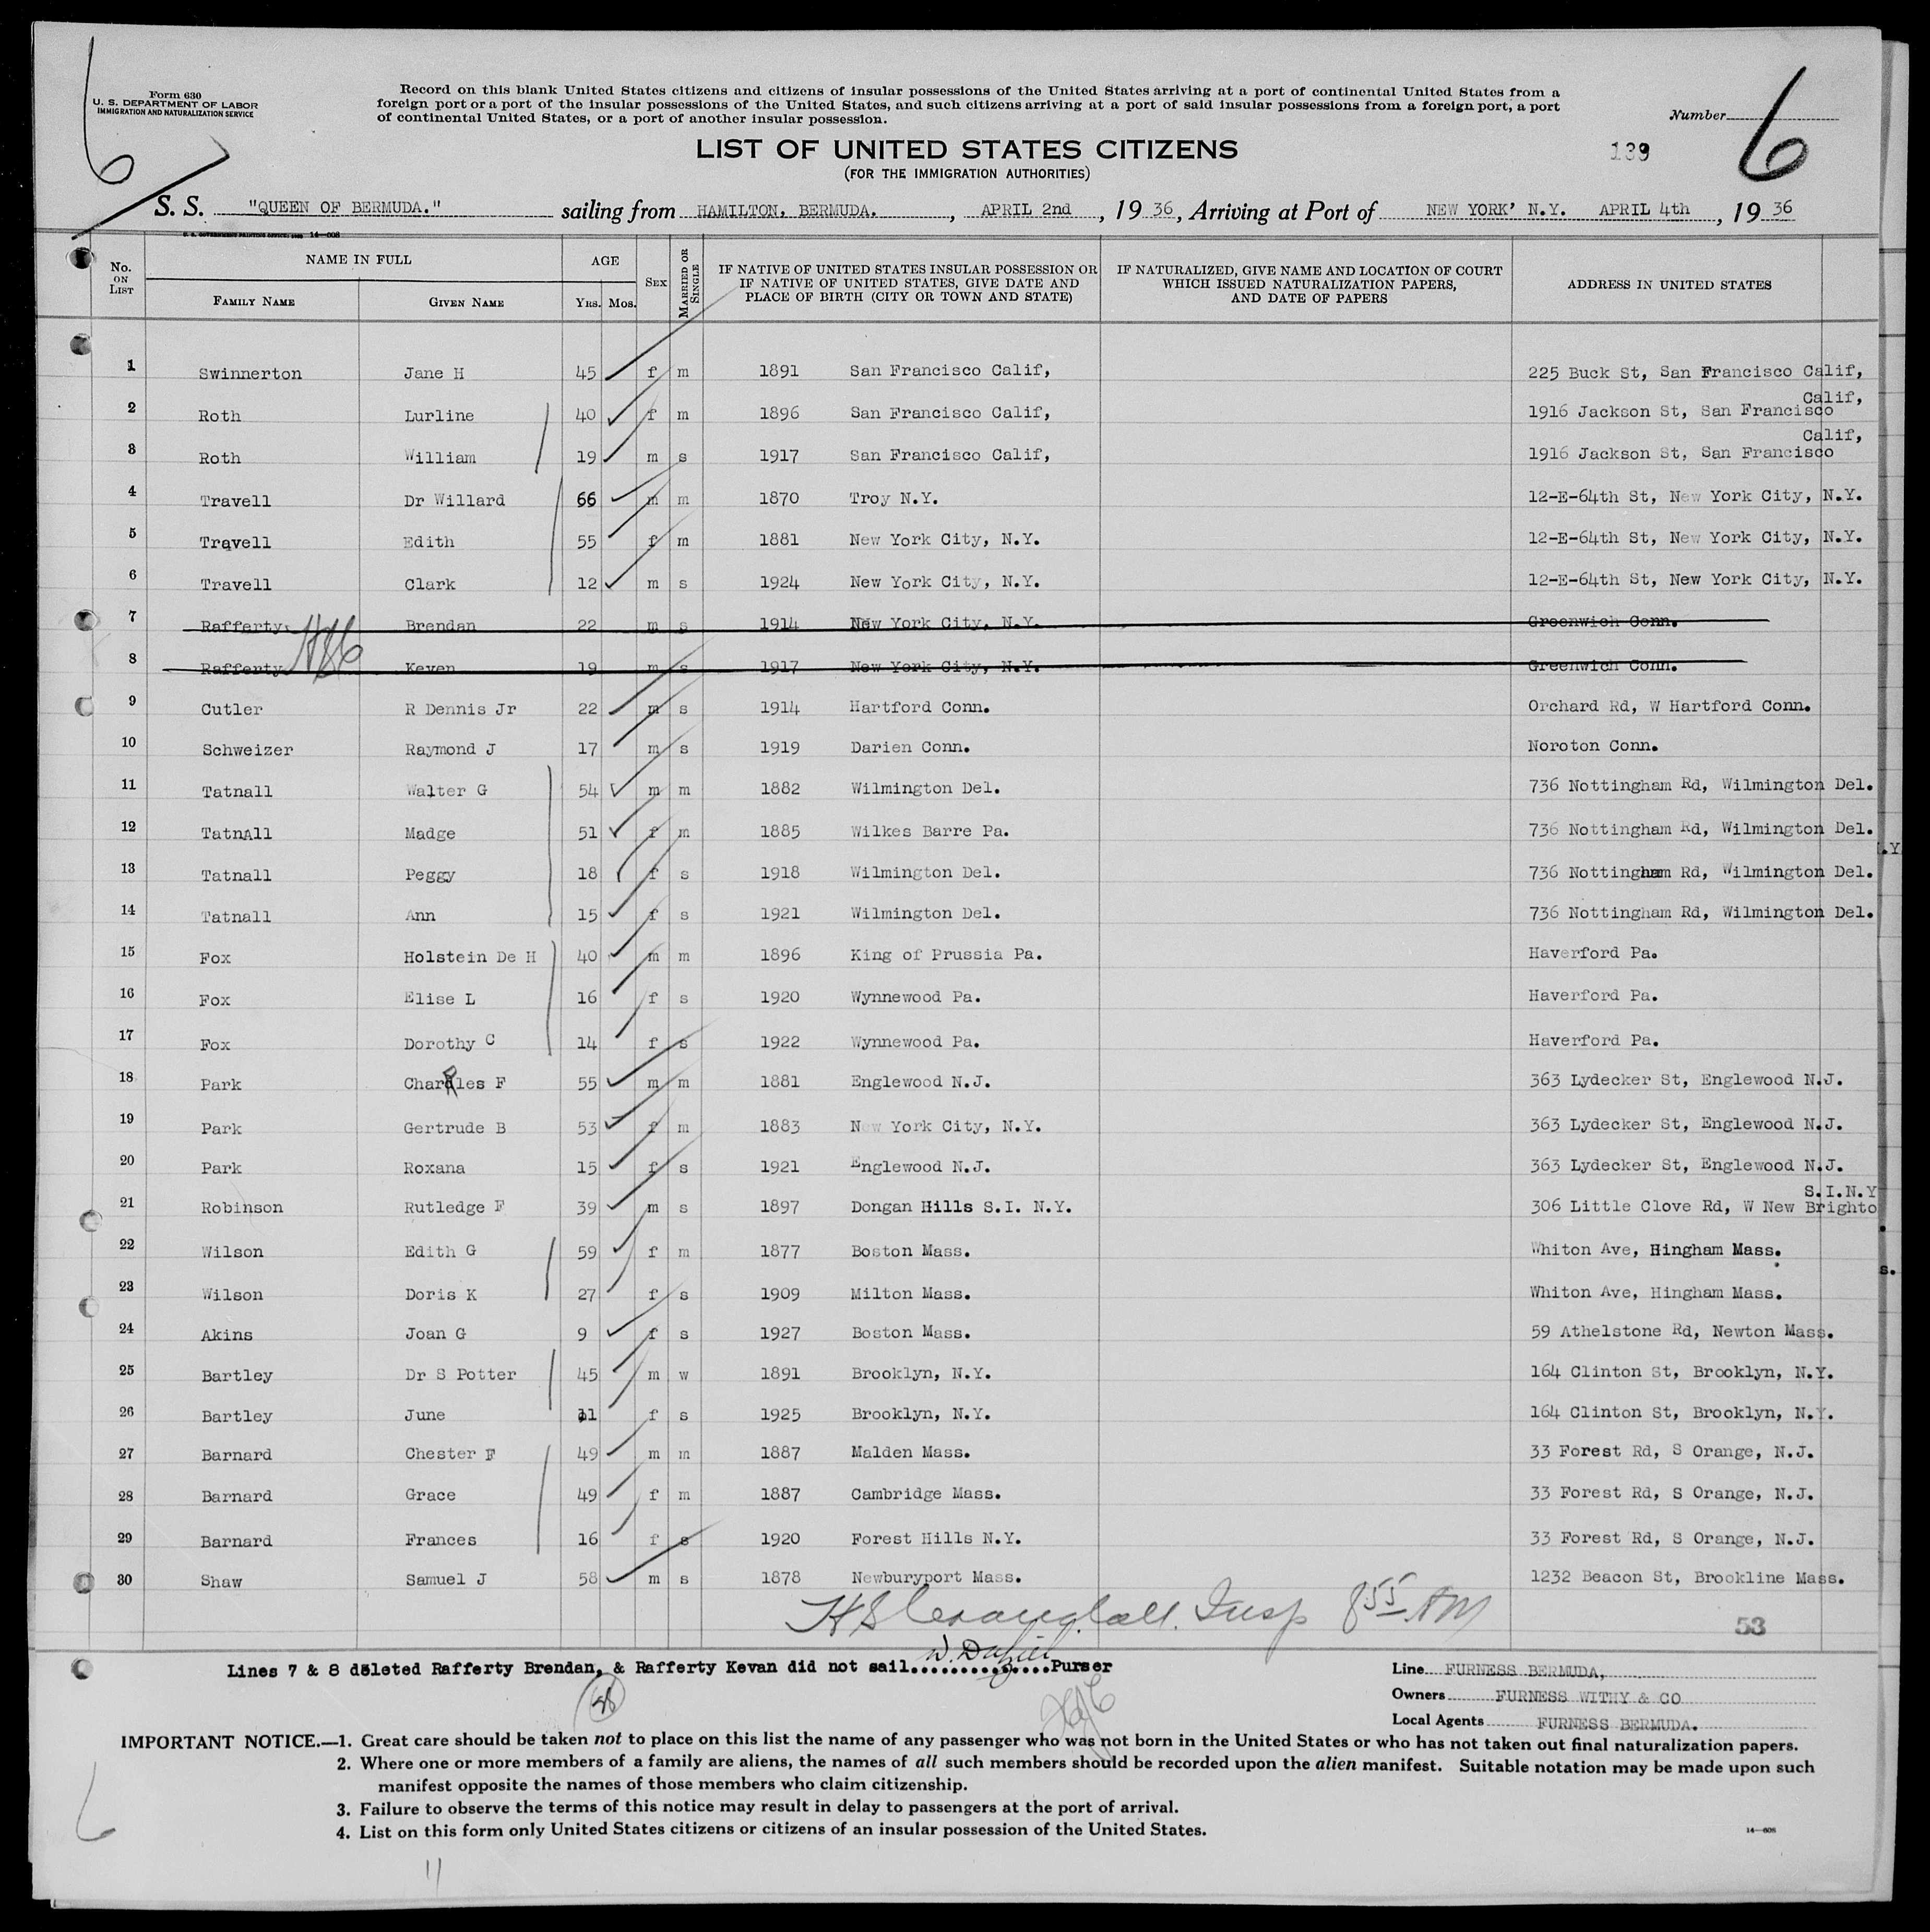 6
Form 630
U. S. DEPARTMENT OF LABOR
IMMIGRATION AND NATURALIZATION SERVICE
Record on this blank United States citizens and citizens of insular possessions of the United States arriving at a port of continental United States from a
foreign port or a port of the insular possessions of the United States, and such citizens arriving at a port of said insular possessions from a foreign port, a port
of continental United States, or a port of another insular possession.
Number 6
LIST OF UNITED STATES CITIZENS
(FOR THE IMMIGRATION AUTHORITIES)
139
S. S. "QUEEN OF BERMUDA." sailing from HAMILTON, BERMUDA. , APRIL 2nd , 19 36, Arriving at Port of NEW YORK' N.Y. APRIL 4th , 19 36
U. S. GOVERNMENT PRINTING OFFICE: 14—608
No. ON LIST NAME IN FULL FAMILY NAME GIVEN NAME AGE YRS. MOS. SEX MARRIED OR SINGLE IF NATIVE OF UNITED STATES INSULAR POSSESSION OR IF NATIVE OF UNITED STATES, GIVE DATE AND PLACE OF BIRTH (CITY OR TOWN AND STATE) IF NATURALIZED, GIVE NAME AND LOCATION OF COURT WHICH ISSUED NATURALIZATION PAPERS, AND DATE OF PAPERS ADDRESS IN UNITED STATES
1 Swinnerton Jane H 45 f m 1891 San Francisco Calif, 225 Buck St, San Francisco Calif,
2 Roth Lurline 40 f m 1896 San Francisco Calif, 1916 Jackson St, San Francisco Calif,
3 Roth William 19 m s 1917 San Francisco Calif, 1916 Jackson St, San Francisco Calif,
4 Travell Dr Willard 66 m m 1870 Troy N.Y. 12-E-64th St, New York City, N.Y.
5 Travell Edith 55 f m 1881 New York City, N.Y. 12-E-64th St, New York City, N.Y.
6 Travell Clark 12 m s 1924 New York City, N.Y. 12-E-64th St, New York City, N.Y.
7 Rafferty Brendan 22 m s 1914 New York City, N.Y. Greenwich Conn.
8 Rafferty Keven 19 m s 1917 New York City, N.Y. Greenwich Conn.
9 Cutler R Dennis Jr 22 m s 1914 Hartford Conn. Orchard Rd, W Hartford Conn.
10 Schweizer Raymond J 17 m s 1919 Darien Conn. Noroton Conn.
11 Tatnall Walter G 54 m m 1882 Wilmington Del. 736 Nottingham Rd, Wilmington Del.
12 TatnAll Madge 51 f m 1885 Wilkes Barre Pa. 736 Nottingham Rd, Wilmington Del.
13 Tatnall Peggy 18 f s 1918 Wilmington Del. 736 Nottingham Rd, Wilmington Del.
14 Tatnall Ann 15 f s 1921 Wilmington Del. 736 Nottingham Rd, Wilmington Del.
15 Fox Holstein De H 40 m m 1896 King of Prussia Pa. Haverford Pa.
16 Fox Elise L 16 f s 1920 Wynnewood Pa. Haverford Pa.
17 Fox Dorothy C 14 f s 1922 Wynnewood Pa. Haverford Pa.
18 Park Charles F 55 m m 1881 Englewood N.J. 363 Lydecker St, Englewood N.J.
19 Park Gertrude B 53 f m 1883 New York City, N.Y. 363 Lydecker St, Englewood N.J.
20 Park Roxana 15 f s 1921 Englewood N.J. 363 Lydecker St, Englewood N.J.
21 Robinson Rutledge F 39 m s 1897 Dongan Hills S.I. N.Y. 306 Little Clove Rd, W New Brighto S.I.N.Y
22 Wilson Edith G 59 f m 1877 Boston Mass. Whiton Ave, Hingham Mass.
23 Wilson Doris K 27 f s 1909 Milton Mass. Whiton Ave, Hingham Mass.
24 Akins Joan G 9 f s 1927 Boston Mass. 59 Athelstone Rd, Newton Mass.
25 Bartley Dr S Potter 45 m w 1891 Brooklyn, N.Y. 164 Clinton St, Brooklyn, N.Y.
26 Bartley June 11 f s 1925 Brooklyn, N.Y. 164 Clinton St, Brooklyn, N.Y.
27 Barnard Chester F 49 m m 1887 Malden Mass. 33 Forest Rd, S Orange, N.J.
28 Barnard Grace 49 f m 1887 Cambridge Mass. 33 Forest Rd, S Orange, N.J.
29 Barnard Frances 16 f s 1920 Forest Hills N.Y. 33 Forest Rd, S Orange, N.J.
30 Shaw Samuel J 58 m s 1878 Newburyport Mass. 1232 Beacon St, Brookline Mass.
Insp 8 55 AM
53
Lines 7 & 8 deleted Rafferty Brendan, & Rafferty Kevan did not sail..............Purser
Line FURNESS BERMUDA,
Owners FURNESS WITHY & CO
Local Agents FURNESS BERMUDA.
IMPORTANT NOTICE.—1. Great care should be taken not to place on this list the name of any passenger who was not born in the United States or who has not taken out final naturalization papers.
2. Where one or more members of a family are aliens, the names of all such members should be recorded upon the alien manifest. Suitable notation may be made upon such
manifest opposite the names of those members who claim citizenship.
3. Failure to observe the terms of this notice may result in delay to passengers at the port of arrival.
4. List on this form only United States citizens or citizens of an insular possession of the United States.
14—608